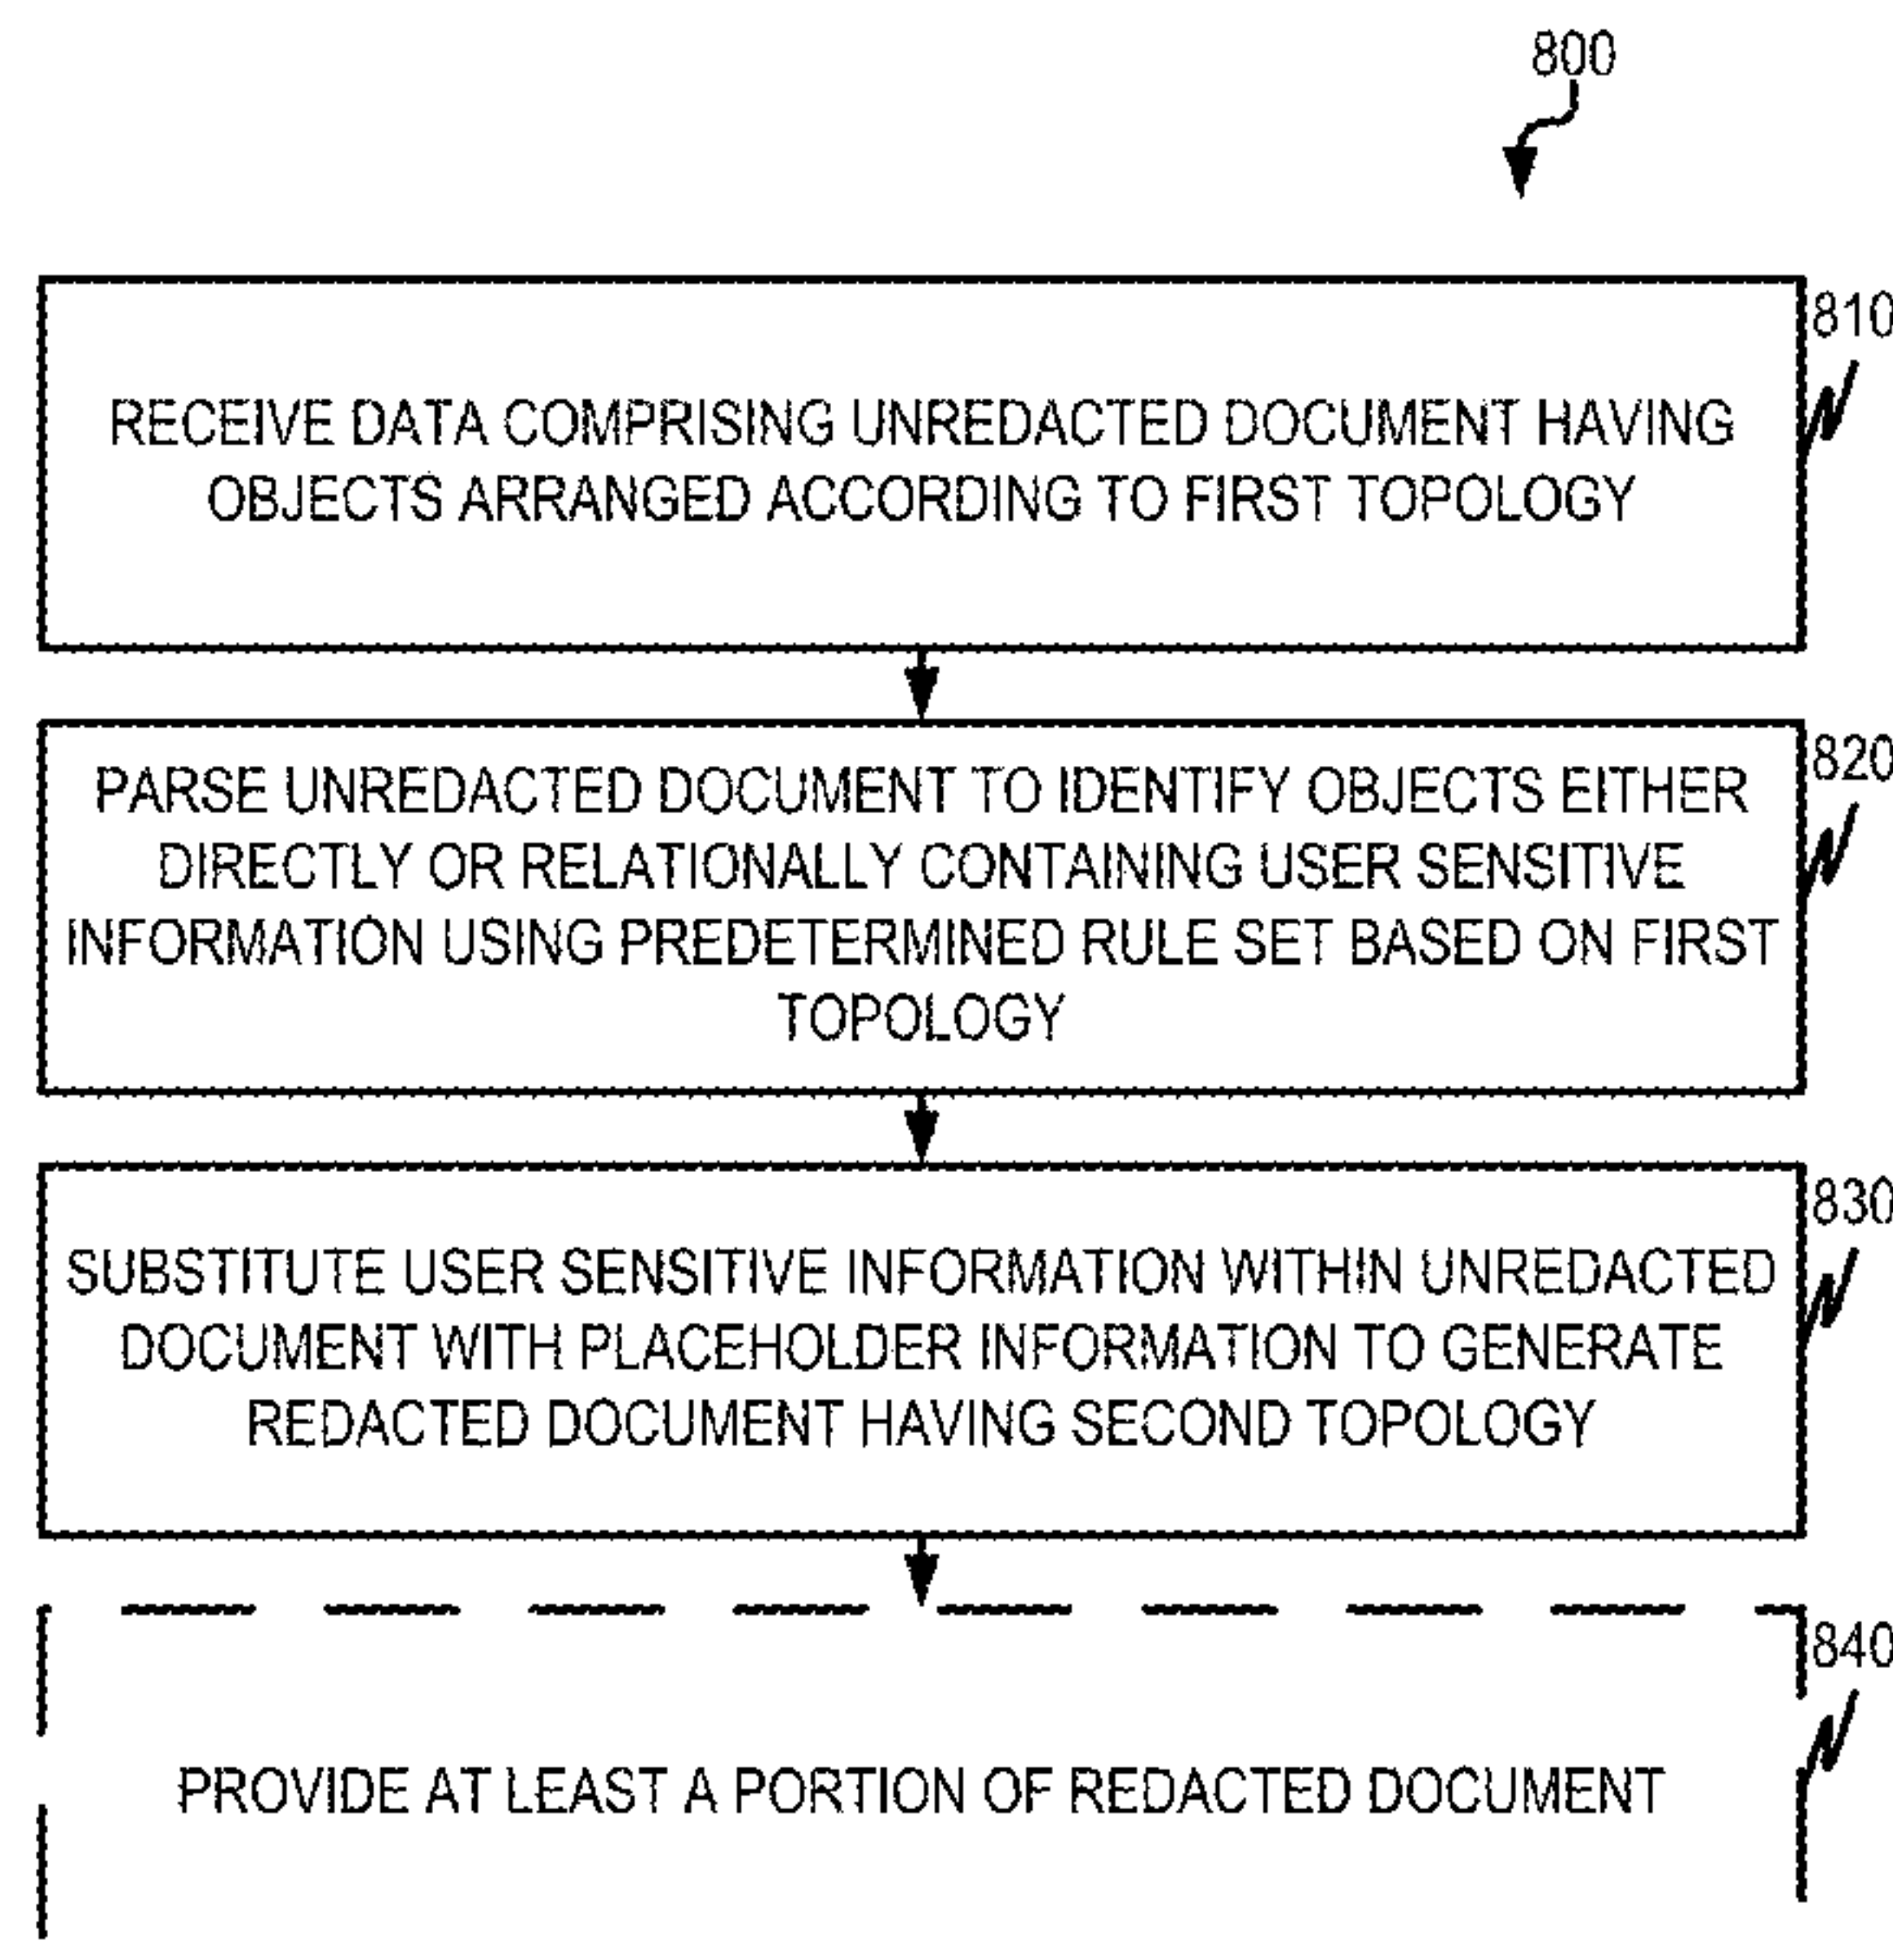 800
810
RECEIVE DATA COMPRISING UNREDACTED DOCUMENT HAVING
OBJECTS ARRANGED ACCORDING TO FIRST TOPOLOGY
820
PARSE UNREDACTED DOCUMENT TO IDENTIFY OBJECTS EITHER
DIRECTLY OR RELATIONALLY CONTAINING USER SENSITIVE
INFORMATION USING PREDETERMINED RULE SET BASED ON FIRST
TOPOLOGY
830
SUBSTITUTE USER SENSITIVE INFORMATION WITHIN UNREDACTED
DOCUMENT WITH PLACEHOLDER INFORMATION TO GENERATE
REDACTED DOCUMENT HAVING SECOND TOPOLOGY
840
PROVIDE AT LEAST A PORTION OF REDACTED DOCUMENT